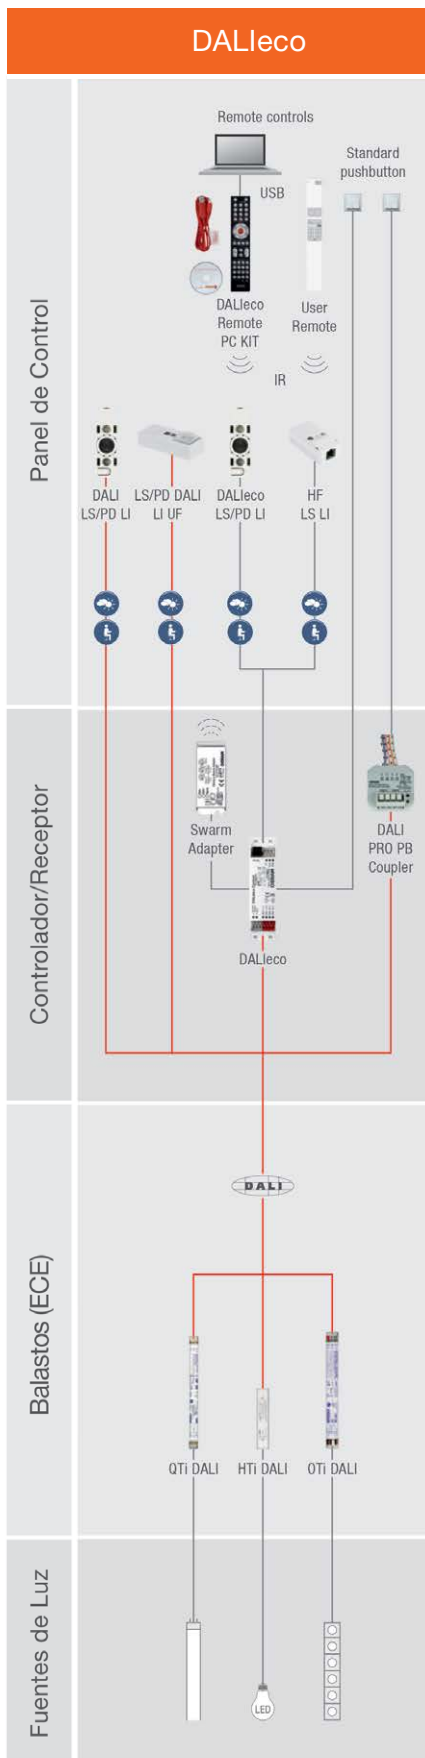 DALIeco
Panel de Control
Remote controls
USB
Standard
pushbutton
DALIeco
Remote
PC KIT
User
Remote
IR
DALI
LS/PD LI
LS/PD DALI
LI UF
DALIeco
LS/PD LI
HF
LS LI
Controlador/Receptor
Swarm
Adapter
DALI
PRO PB
Coupler
DALIeco
Balastos (ECE)
DALI
QTi DALI
HTi DALI
OTi DALI
Fuentes de Luz
LED